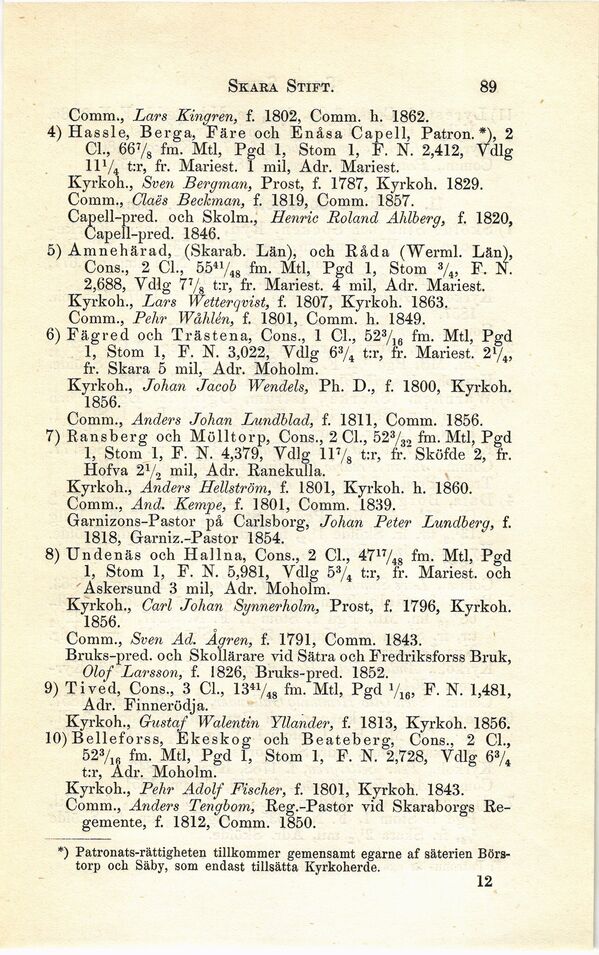 SKARA STIFT. 89
Comm., Lars Kingren, f. 1802, Comm. h. 1862.
4) Hassle, Berga, Färe och Enåsa Capell, Patron. *), 2
Cl., 66⁷/₈ fm. Mtl, Pgd 1, Stom 1, F. N. 2,412, Vdlg
11¹/₄ t:r, fr. Mariest. 1 mil, Adr. Mariest.
Kyrkoh., Sven Bergman, Prost, f. 1787, Kyrkoh. 1829.
Comm., Claës Beckman, f. 1819, Comm. 1857.
Capell-pred. och Skolm., Henric Roland Ahlberg, f. 1820,
Capell-pred. 1846.
5) Amnehärad, (Skarab. Län), och Råda (Werml. Län),
Cons., 2 Cl., 55⁴¹/₄₈ fm. Mtl, Pgd 1, Stom ³/₄, F. N.
2,688, Vdlg 7⁷/₈ t:r, fr. Mariest. 4 mil, Adr. Mariest.
Kyrkoh., Lars Wetterqvist, f. 1807, Kyrkoh. 1863.
Comm., Pehr Wåhlén, f. 1801, Comm. h. 1849.
6) Fägred och Trästena, Cons., 1 Cl., 52³/₁₆ fm. Mtl, Pgd
1, Stom 1, F. N. 3,022, Vdlg 6³/₄ t:r, fr. Mariest. 2¹/₄,
fr. Skara 5 mil, Adr. Moholm.
Kyrkoh., Johan Jacob Wendels, Ph. D., f. 1800, Kyrkoh.
1856.
Comm., Anders Johan Lundblad, f. 1811, Comm. 1856.
7) Ransberg och Mölltorp, Cons., 2 Cl., 52³/₃₂ fm. Mtl, Pgd
1, Stom 1, F. N. 4,379, Vdlg 11⁷/₈ t:r, fr. Sköfde 2, fr.
Hofva 2¹/₂ mil, Adr. Ranekulla.
Kyrkoh., Anders Hellström, f. 1801, Kyrkoh. h. 1860.
Comm., And. Kempe, f. 1801, Comm. 1839.
Garnizons-Pastor på Carlsborg, Johan Peter Lundberg, f.
1818, Garniz.-Pastor 1854.
8) Undenäs och Hallna, Cons., 2 Cl., 47¹⁷/₄₈ fm. Mtl, Pgd
1, Stom 1, F. N. 5,981, Vdlg 5³/₄ t:r, fr. Mariest. och
Askersund 3 mil, Adr. Moholm.
Kyrkoh., Carl Johan Synnerholm, Prost, f. 1796, Kyrkoh.
1856.
Comm., Sven Ad. Ågren, f. 1791, Comm. 1843.
Bruks-pred. och Skollärare vid Sätra och Fredriksforss Bruk,
Olof Larsson, f. 1826, Bruks-pred. 1852.
9) Tived, Cons., 3 Cl., 13⁴¹/₄₈ fm. Mtl, Pgd ¹/₁₆, F. N. 1,481,
Adr. Finnerödja.
Kyrkoh., Gustaf Walentin Yllander, f. 1813, Kyrkoh. 1856.
10) Belleforss, Ekeskog och Beateberg, Cons., 2 Cl.,
52³/₁₆ fm. Mtl, Pgd 1, Stom 1, F. N. 2,728, Vdlg 6³/₄
t:r, Adr. Moholm.
Kyrkoh., Pehr Adolf Fischer, f. 1801, Kyrkoh. 1843.
Comm., Anders Tengbom, Reg.-Pastor vid Skaraborgs Re-
gemente, f. 1812, Comm. 1850.
*) Patronats-rättigheten tillkommer gemensamt egarne af säterien Börs-
torp och Säby, som endast tillsätta Kyrkoherde.
12